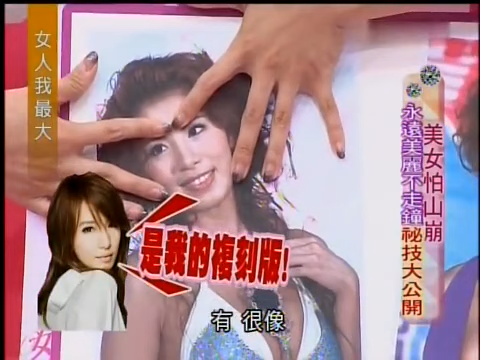 女人我最大
美女怕山崩
永遠美麗不走鐘祕技大公開
是我的複刻版!
有 很像
女